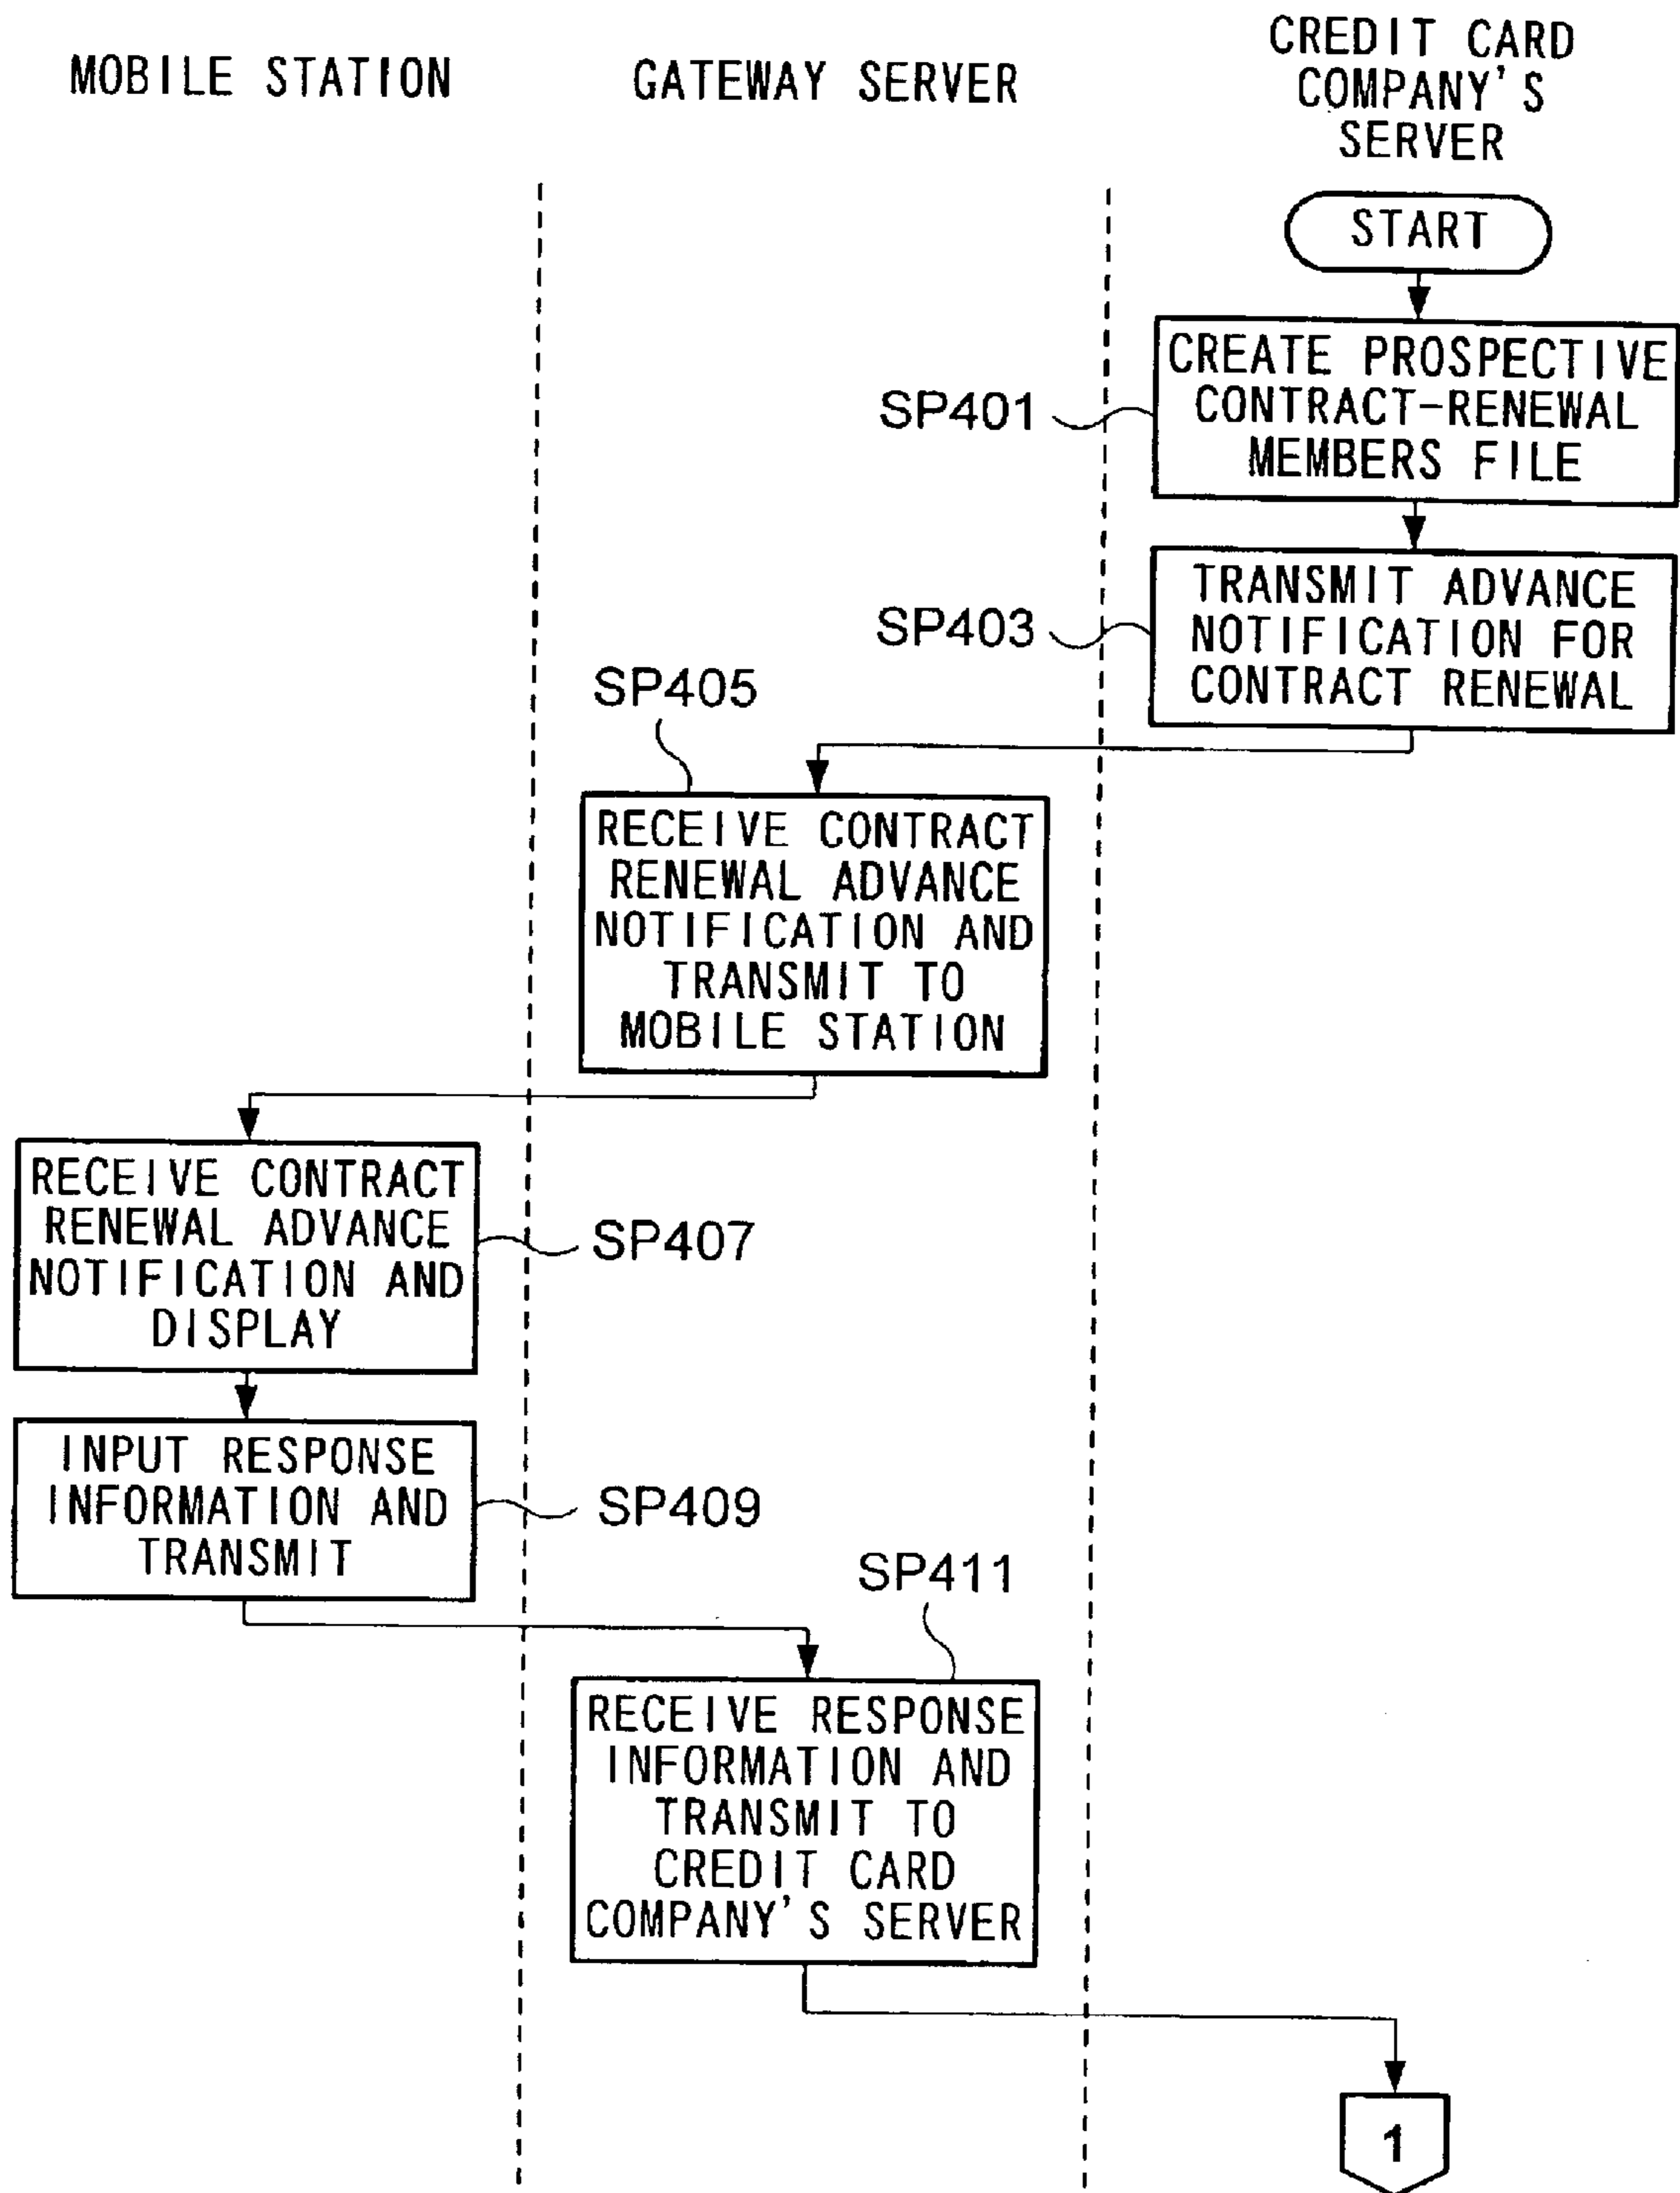 MOBILE STATION
GATEWAY SERVER
CREDIT CARD
COMPANY'S
SERVER
START
CREATE PROSPECTIVE
CONTRACT-RENEWAL
MEMBERS FILE
SP401
TRANSMIT ADVANCE
NOTIFICATION FOR
CONTRACT RENEWAL
SP403
SP405
RECEIVE CONTRACT
RENEWAL ADVANCE
NOTIFICATION AND
TRANSMIT TO
MOBILE STATION
RECEIVE CONTRACT
RENEWAL ADVANCE
NOTIFICATION AND
DISPLAY
SP407
INPUT RESPONSE
INFORMATION AND
TRANSMIT
SP409
SP411
RECEIVE RESPONSE
INFORMATION AND
TRANSMIT TO
CREDIT CARD
COMPANY'S SERVER
1